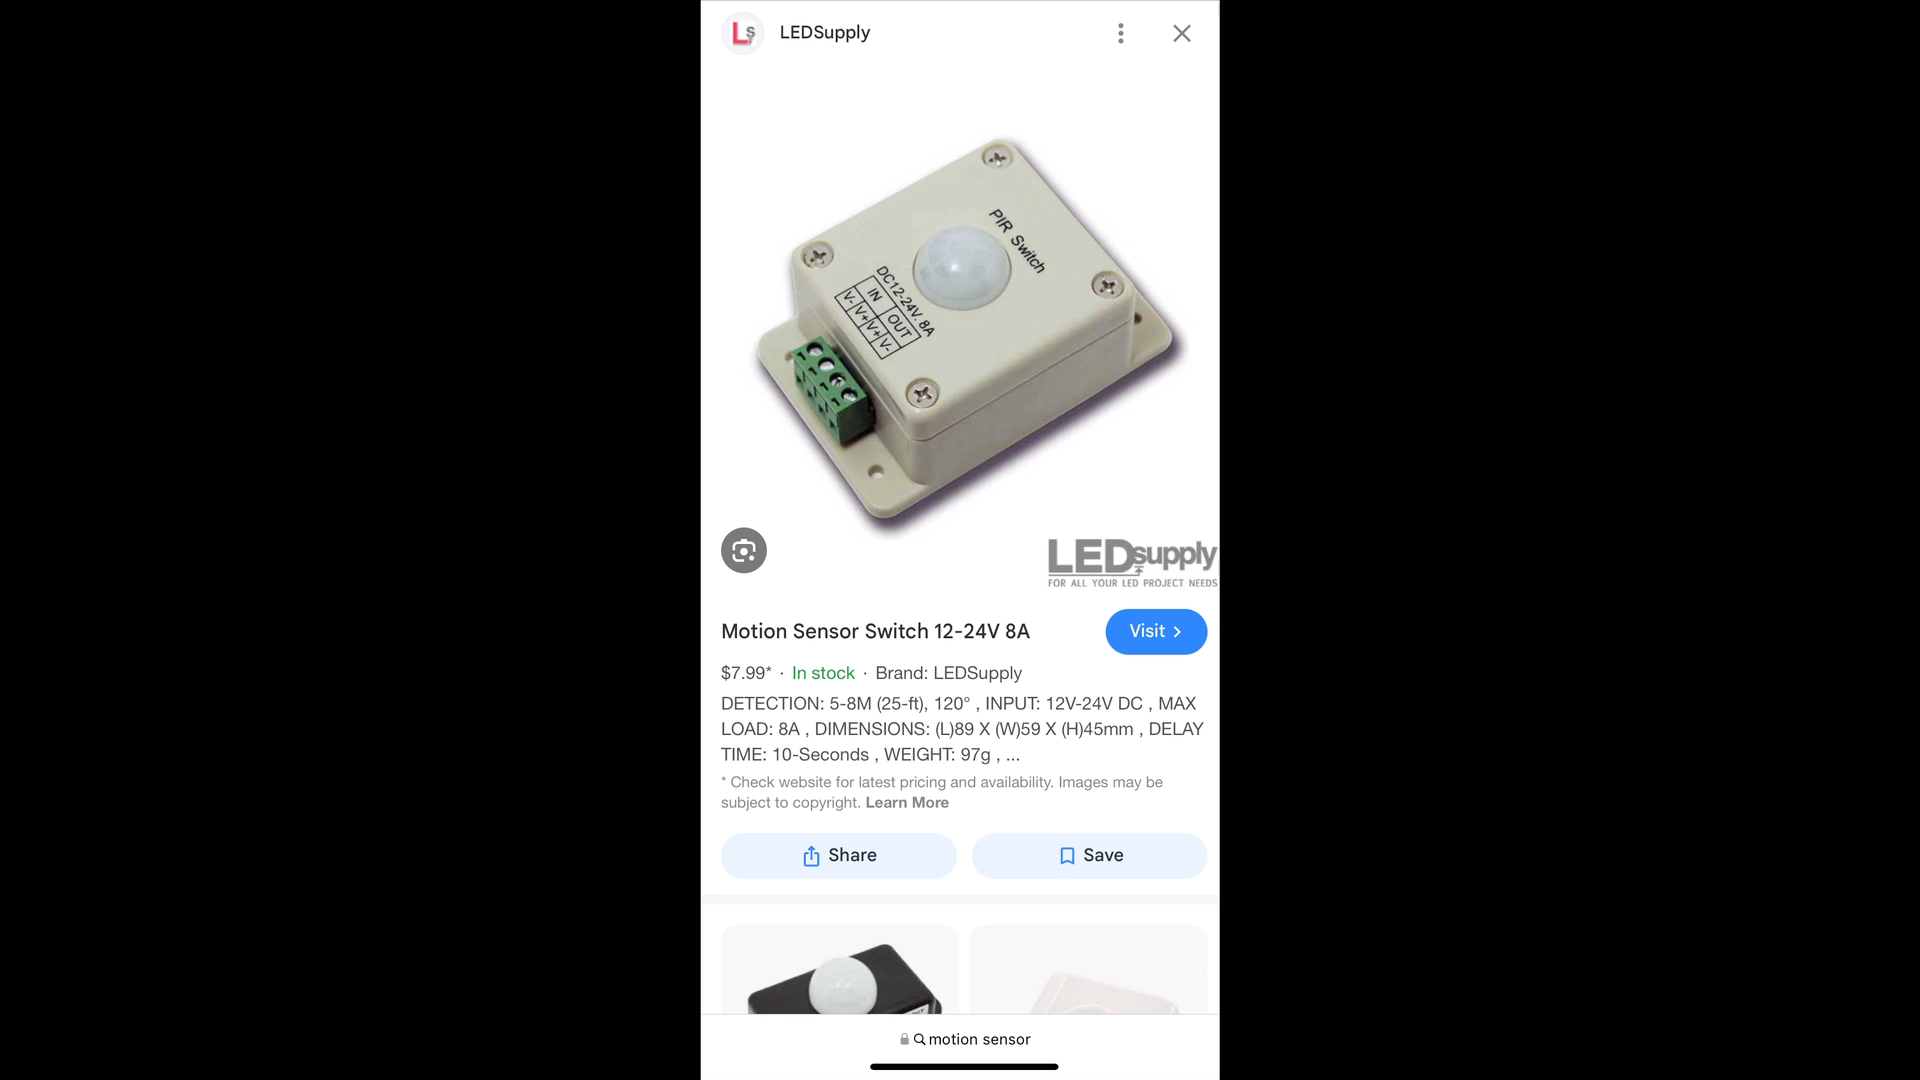 LS
LEDSupply
PIR Switch
DC12-24V. 8A
IN OUT
V- V+ V+ V-
LEDsupply
FOR ALL YOUR LED PROJECT NEEDS
Motion Sensor Switch 12-24V 8A
Visit
$7.99* · In stock · Brand: LEDSupply
DETECTION: 5-8M (25-ft), 120° , INPUT: 12V-24V DC , MAX
LOAD: 8A , DIMENSIONS: (L)89 X (W)59 X (H)45mm , DELAY
TIME: 10-Seconds , WEIGHT: 97g , ...
* Check website for latest pricing and availability. Images may be
subject to copyright. Learn More
Share
Save
motion sensor